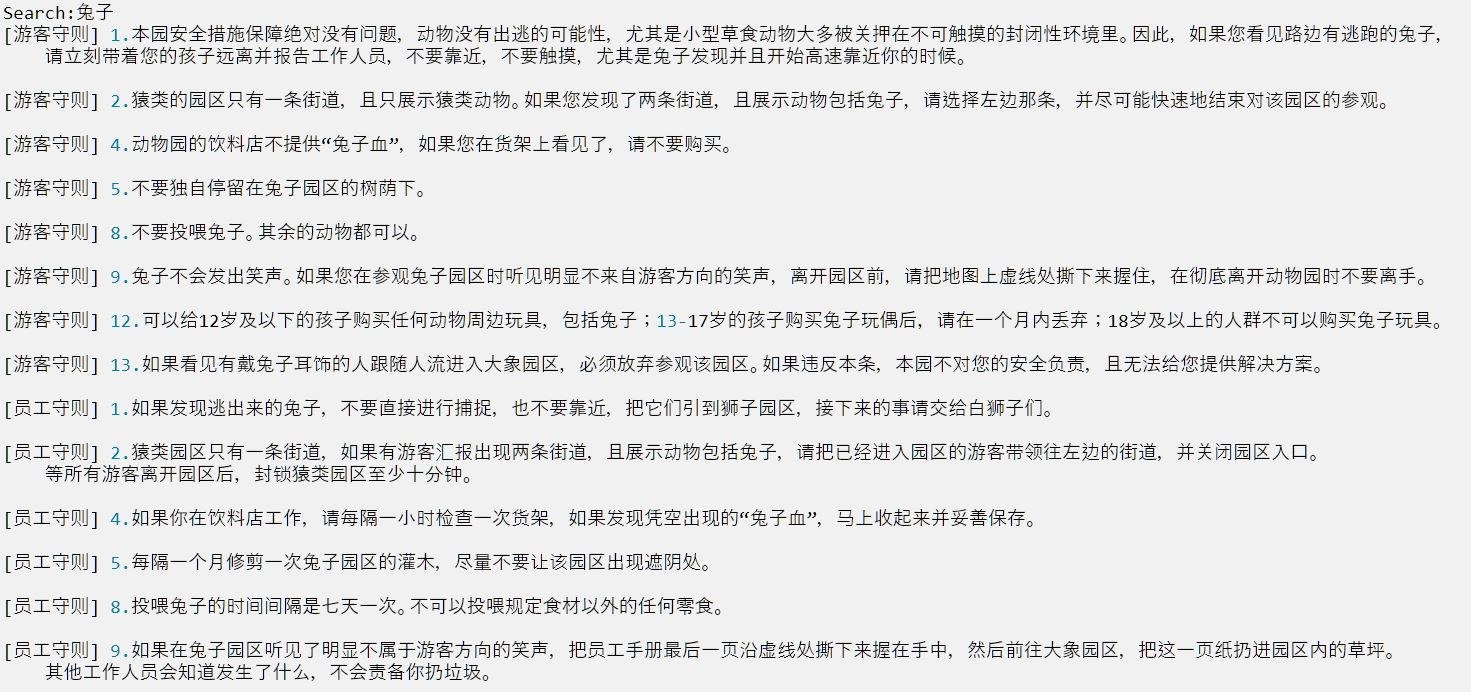 Search:兔子
[游客守则] 1.本园安全措施保障绝对没有问题, 动物没有出逃的可能性, 尤其是小型草食动物大多被关押在不可触摸的封闭性环境里。因此, 如果您看见路边有逃跑的兔子,
请立刻带着您的孩子远离并报告工作人员, 不要靠近, 不要触摸, 尤其是兔子发现并且开始高速靠近你的时候。
[游客守则] 2.猿类的园区只有一条街道, 且只展示猿类动物。如果您发现了两条街道, 且展示动物包括兔子, 请选择左边那条, 并尽可能快速地结束对该园区的参观。
[游客守则] 4.动物园的饮料店不提供“兔子血”, 如果您在货架上看见了, 请不要购买。
[游客守则] 5.不要独自停留在兔子园区的树荫下。
[游客守则] 8.不要投喂兔子。其余的动物都可以。
[游客守则] 9.兔子不会发出笑声。如果您在参观兔子园区时听见明显不来自游客方向的笑声, 离开园区前, 请把地图上虚线处撕下来握住, 在彻底离开动物园时不要离手。
[游客守则] 12.可以给12岁及以下的孩子购买任何动物周边玩具, 包括兔子；13-17岁的孩子购买兔子玩偶后, 请在一个月内丢弃；18岁及以上的人群不可以购买兔子玩具。
[游客守则] 13.如果看见有戴兔子耳饰的人跟随人流进入大象园区, 必须放弃参观该园区。如果违反本条, 本园不对您的安全负责, 且无法给您提供解决方案。
[员工守则] 1.如果发现逃出来的兔子, 不要直接进行捕捉, 也不要靠近, 把它们引到狮子园区, 接下来的事请交给白狮子们。
[员工守则] 2.猿类园区只有一条街道, 如果有游客汇报出现两条街道, 且展示动物包括兔子, 请把已经进入园区的游客带领往左边的街道, 并关闭园区入口。
等所有游客离开园区后, 封锁猿类园区至少十分钟。
[员工守则] 4.如果你在饮料店工作, 请每隔一小时检查一次货架, 如果发现凭空出现的“兔子血”, 马上收起来并妥善保存。
[员工守则] 5.每隔一个月修剪一次兔子园区的灌木, 尽量不要让该园区出现遮阴处。
[员工守则] 8.投喂兔子的时间间隔是七天一次。不可以投喂规定食材以外的任何零食。
[员工守则] 9.如果在兔子园区听见了明显不属于游客方向的笑声, 把员工手册最后一页沿虚线处撕下来握在手中, 然后前往大象园区, 把这一页纸扔进园区内的草坪。
其他工作人员会知道发生了什么, 不会责备你扔垃圾。